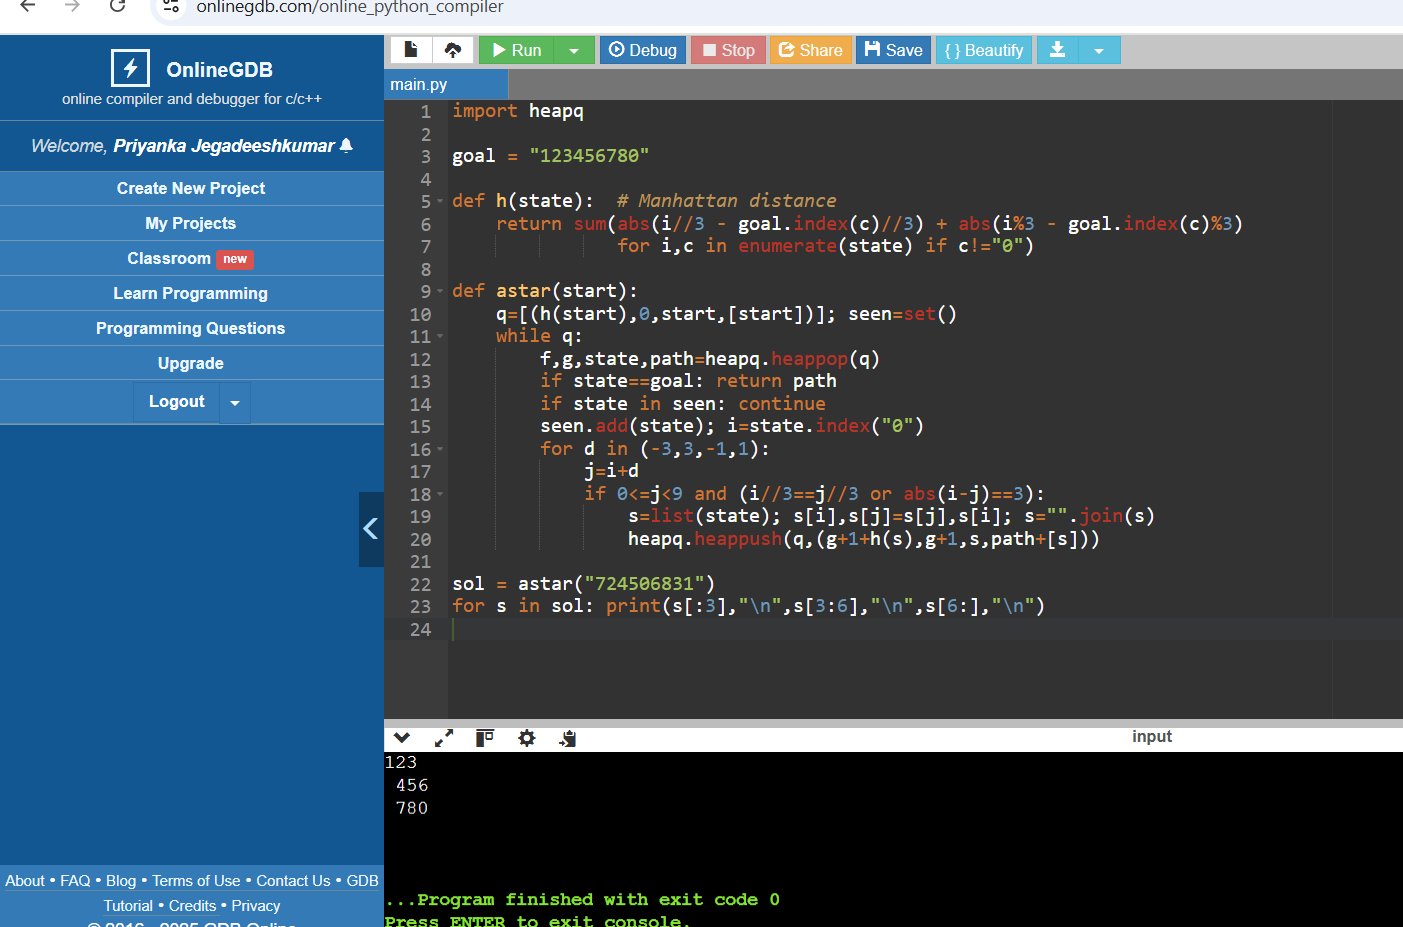 onlinegdb.com/online_python_compiler
OnlineGDB
online compiler and debugger for c/c++
Welcome, Priyanka Jegadeeshkumar
Create New Project
My Projects
Classroom new
Learn Programming
Programming Questions
Upgrade
Logout
About • FAQ • Blog • Terms of Use • Contact Us • GDB
Tutorial • Credits • Privacy
© 2016 - 2025 GDB Online
Run Debug Stop Share Save { } Beautify
main.py
1 import heapq
2
3 goal = "123456780"
4
5 def h(state):  # Manhattan distance
6     return sum(abs(i//3 - goal.index(c)//3) + abs(i%3 - goal.index(c)%3)
7                for i,c in enumerate(state) if c!="0")
8
9 def astar(start):
10     q=[(h(start),0,start,[start])]; seen=set()
11     while q:
12         f,g,state,path=heapq.heappop(q)
13         if state==goal: return path
14         if state in seen: continue
15         seen.add(state); i=state.index("0")
16         for d in (-3,3,-1,1):
17             j=i+d
18             if 0<=j<9 and (i//3==j//3 or abs(i-j)==3):
19                 s=list(state); s[i],s[j]=s[j],s[i]; s="".join(s)
20                 heapq.heappush(q,(g+1+h(s),g+1,s,path+[s]))
21
22 sol = astar("724506831")
23 for s in sol: print(s[:3],"\n",s[3:6],"\n",s[6:],"\n")
24
input
123
 456
 780
...Program finished with exit code 0
Press ENTER to exit console.